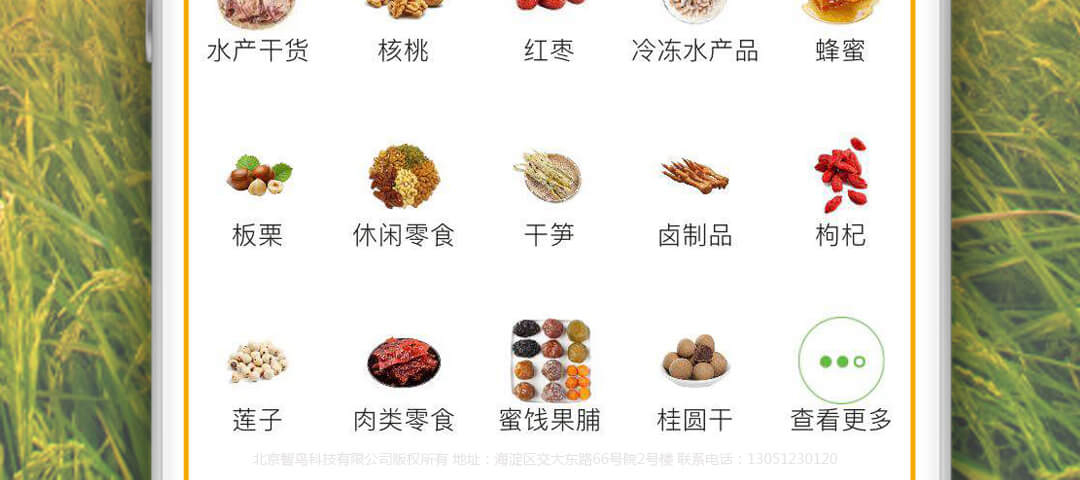 水产干货 核桃 红枣 冷冻水产品 蜂蜜
板栗 休闲零食 干笋 卤制品 枸杞
莲子 肉类零食 蜜饯果脯 桂圆干 查看更多
北京智鸟科技有限公司版权所有 地址：海淀区交大东路66号院2号楼 联系电话：13051230120